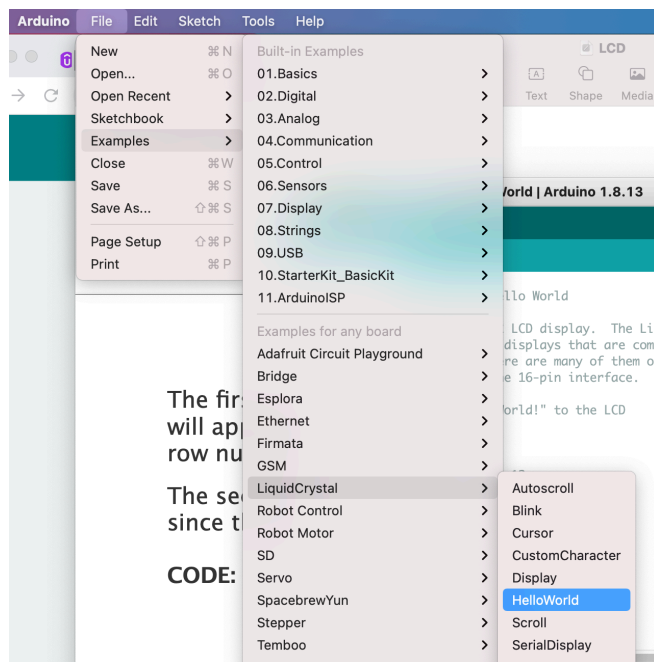 Arduino File Edit Sketch Tools Help
New ⌘ N
Open... ⌘ O
Open Recent >
Sketchbook >
Examples >
Close ⌘ W
Save ⌘ S
Save As... ⇧ ⌘ S
Page Setup ⇧ ⌘ P
Print ⌘ P
Built-in Examples
01.Basics >
02.Digital >
03.Analog >
04.Communication >
05.Control >
06.Sensors >
07.Display >
08.Strings >
09.USB >
10.StarterKit_BasicKit >
11.ArduinoISP >
Examples for any board
Adafruit Circuit Playground >
Bridge >
Esplora >
Ethernet >
Firmata >
GSM >
LiquidCrystal >
Robot Control >
Robot Motor >
SD >
Servo >
SpacebrewYun >
Stepper >
Temboo >
Autoscroll
Blink
Cursor
CustomCharacter
Display
HelloWorld
Scroll
SerialDisplay
LCD
Text Shape Media
World | Arduino 1.8.13
llo World
LCD display. The Li
displays that are com
re are many of them o
e 16-pin interface.
orld!" to the LCD
The fir
will app
row nu
The se
since t
CODE: